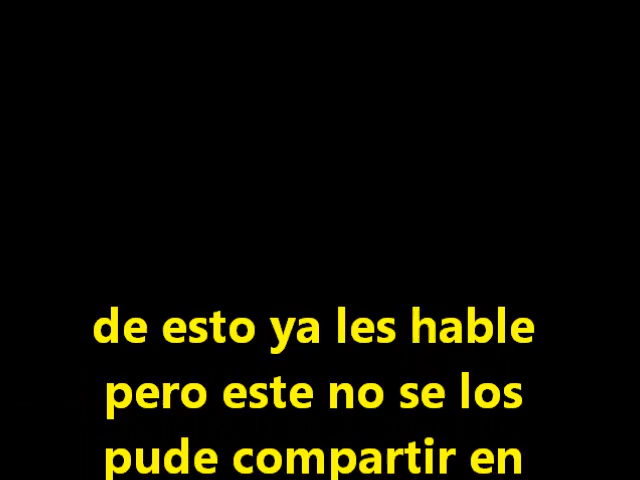 de esto ya les hable
pero este no se los
pude compartir en